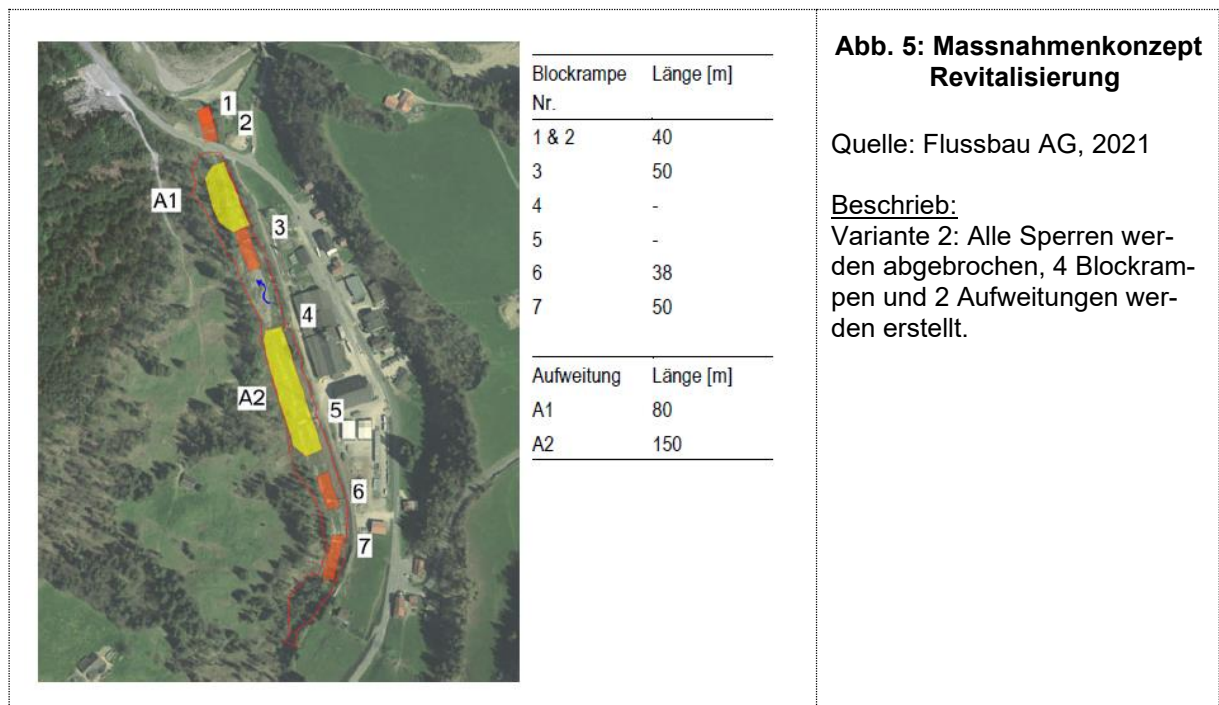 1
2
A1
3
4
A2
5
6
7
Blockrampe Länge [m]
Nr.
1 & 2 40
3 50
4 -
5 -
6 38
7 50
Aufweitung Länge [m]
A1 80
A2 150
Abb. 5: Massnahmenkonzept
Revitalisierung
Quelle: Flussbau AG, 2021
Beschrieb:
Variante 2: Alle Sperren wer-
den abgebrochen, 4 Blockram-
pen und 2 Aufweitungen wer-
den erstellt.